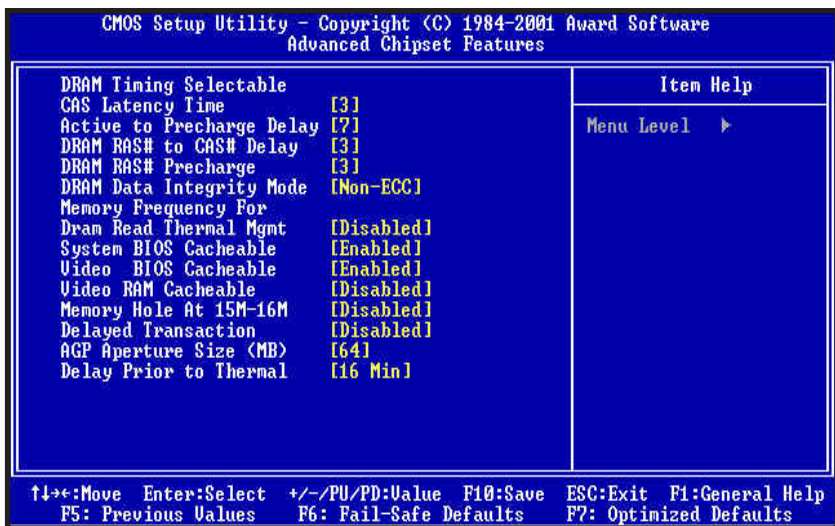 CMOS Setup Utility - Copyright (C) 1984-2001 Award Software
Advanced Chipset Features
DRAM Timing Selectable
CAS Latency Time [3]
Active to Precharge Delay [7]
DRAM RAS# to CAS# Delay [3]
DRAM RAS# Precharge [3]
DRAM Data Integrity Mode [Non-ECC]
Memory Frequency For
Dram Read Thermal Mgmt [Disabled]
System BIOS Cacheable [Enabled]
Video BIOS Cacheable [Enabled]
Video RAM Cacheable [Disabled]
Memory Hole At 15M-16M [Disabled]
Delayed Transaction [Disabled]
AGP Aperture Size (MB) [64]
Delay Prior to Thermal [16 Min]
Item Help
Menu Level ▶
↑↓→←:Move Enter:Select +/-/PU/PD:Value F10:Save ESC:Exit F1:General Help
F5: Previous Values F6: Fail-Safe Defaults F7: Optimized Defaults